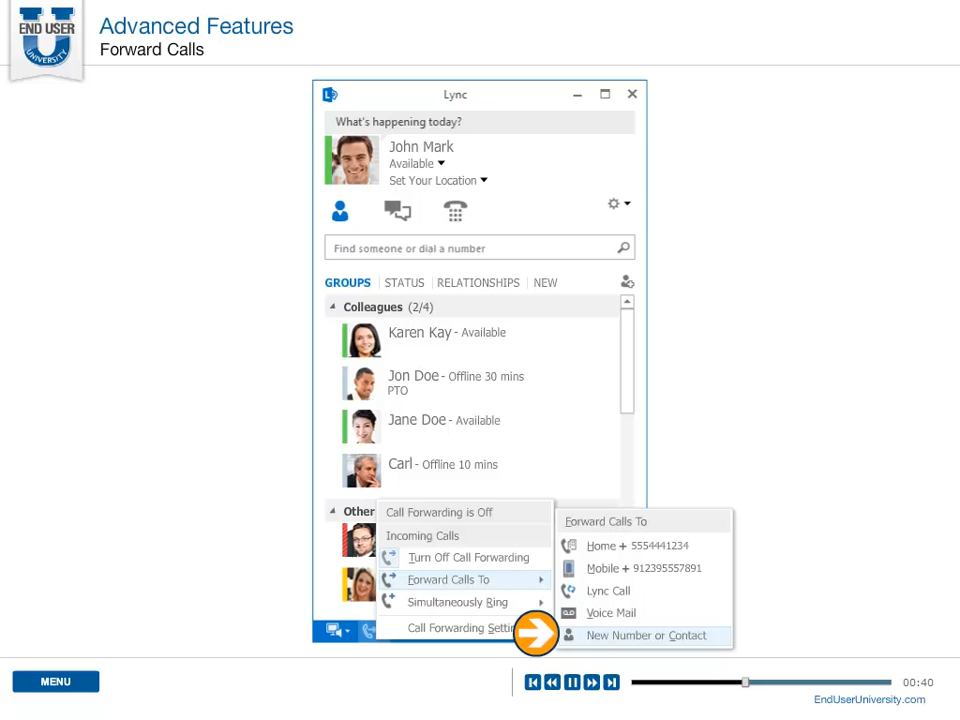 END USER
U
UNIVERSITY
Advanced Features
Forward Calls
Lync
What's happening today?
John Mark
Available
Set Your Location
Find someone or dial a number
GROUPS STATUS RELATIONSHIPS NEW
Colleagues (2/4)
Karen Kay - Available
Jon Doe - Offline 30 mins
PTO
Jane Doe - Available
Carl - Offline 10 mins
Other
Call Forwarding is Off
Incoming Calls
Turn Off Call Forwarding
Forward Calls To
Simultaneously Ring
Call Forwarding Settin
Forward Calls To
Home + 5554441234
Mobile + 912395557891
Lync Call
Voice Mail
New Number or Contact
MENU
00:40
EndUserUniversity.com